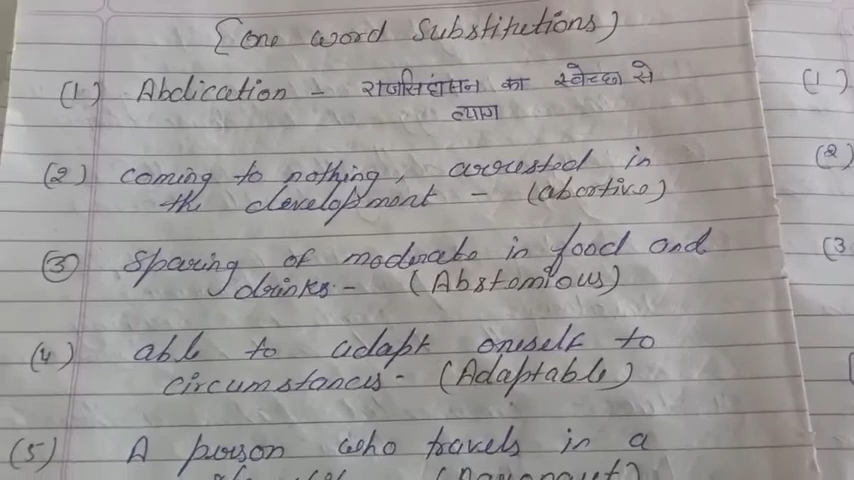 {One word Substitutions)
(1) Abdication - राजसिंहासन का स्वेच्छा से
त्याग
(2) coming to nothing, arrested in
the development - (abortive)
(3) Sparing of moderate in food and
drinks - (Abstemious)
(4) able to adapt oneself to
circumstances - (Adaptable)
(5) A person who travels in a
(1)
(2)
(3